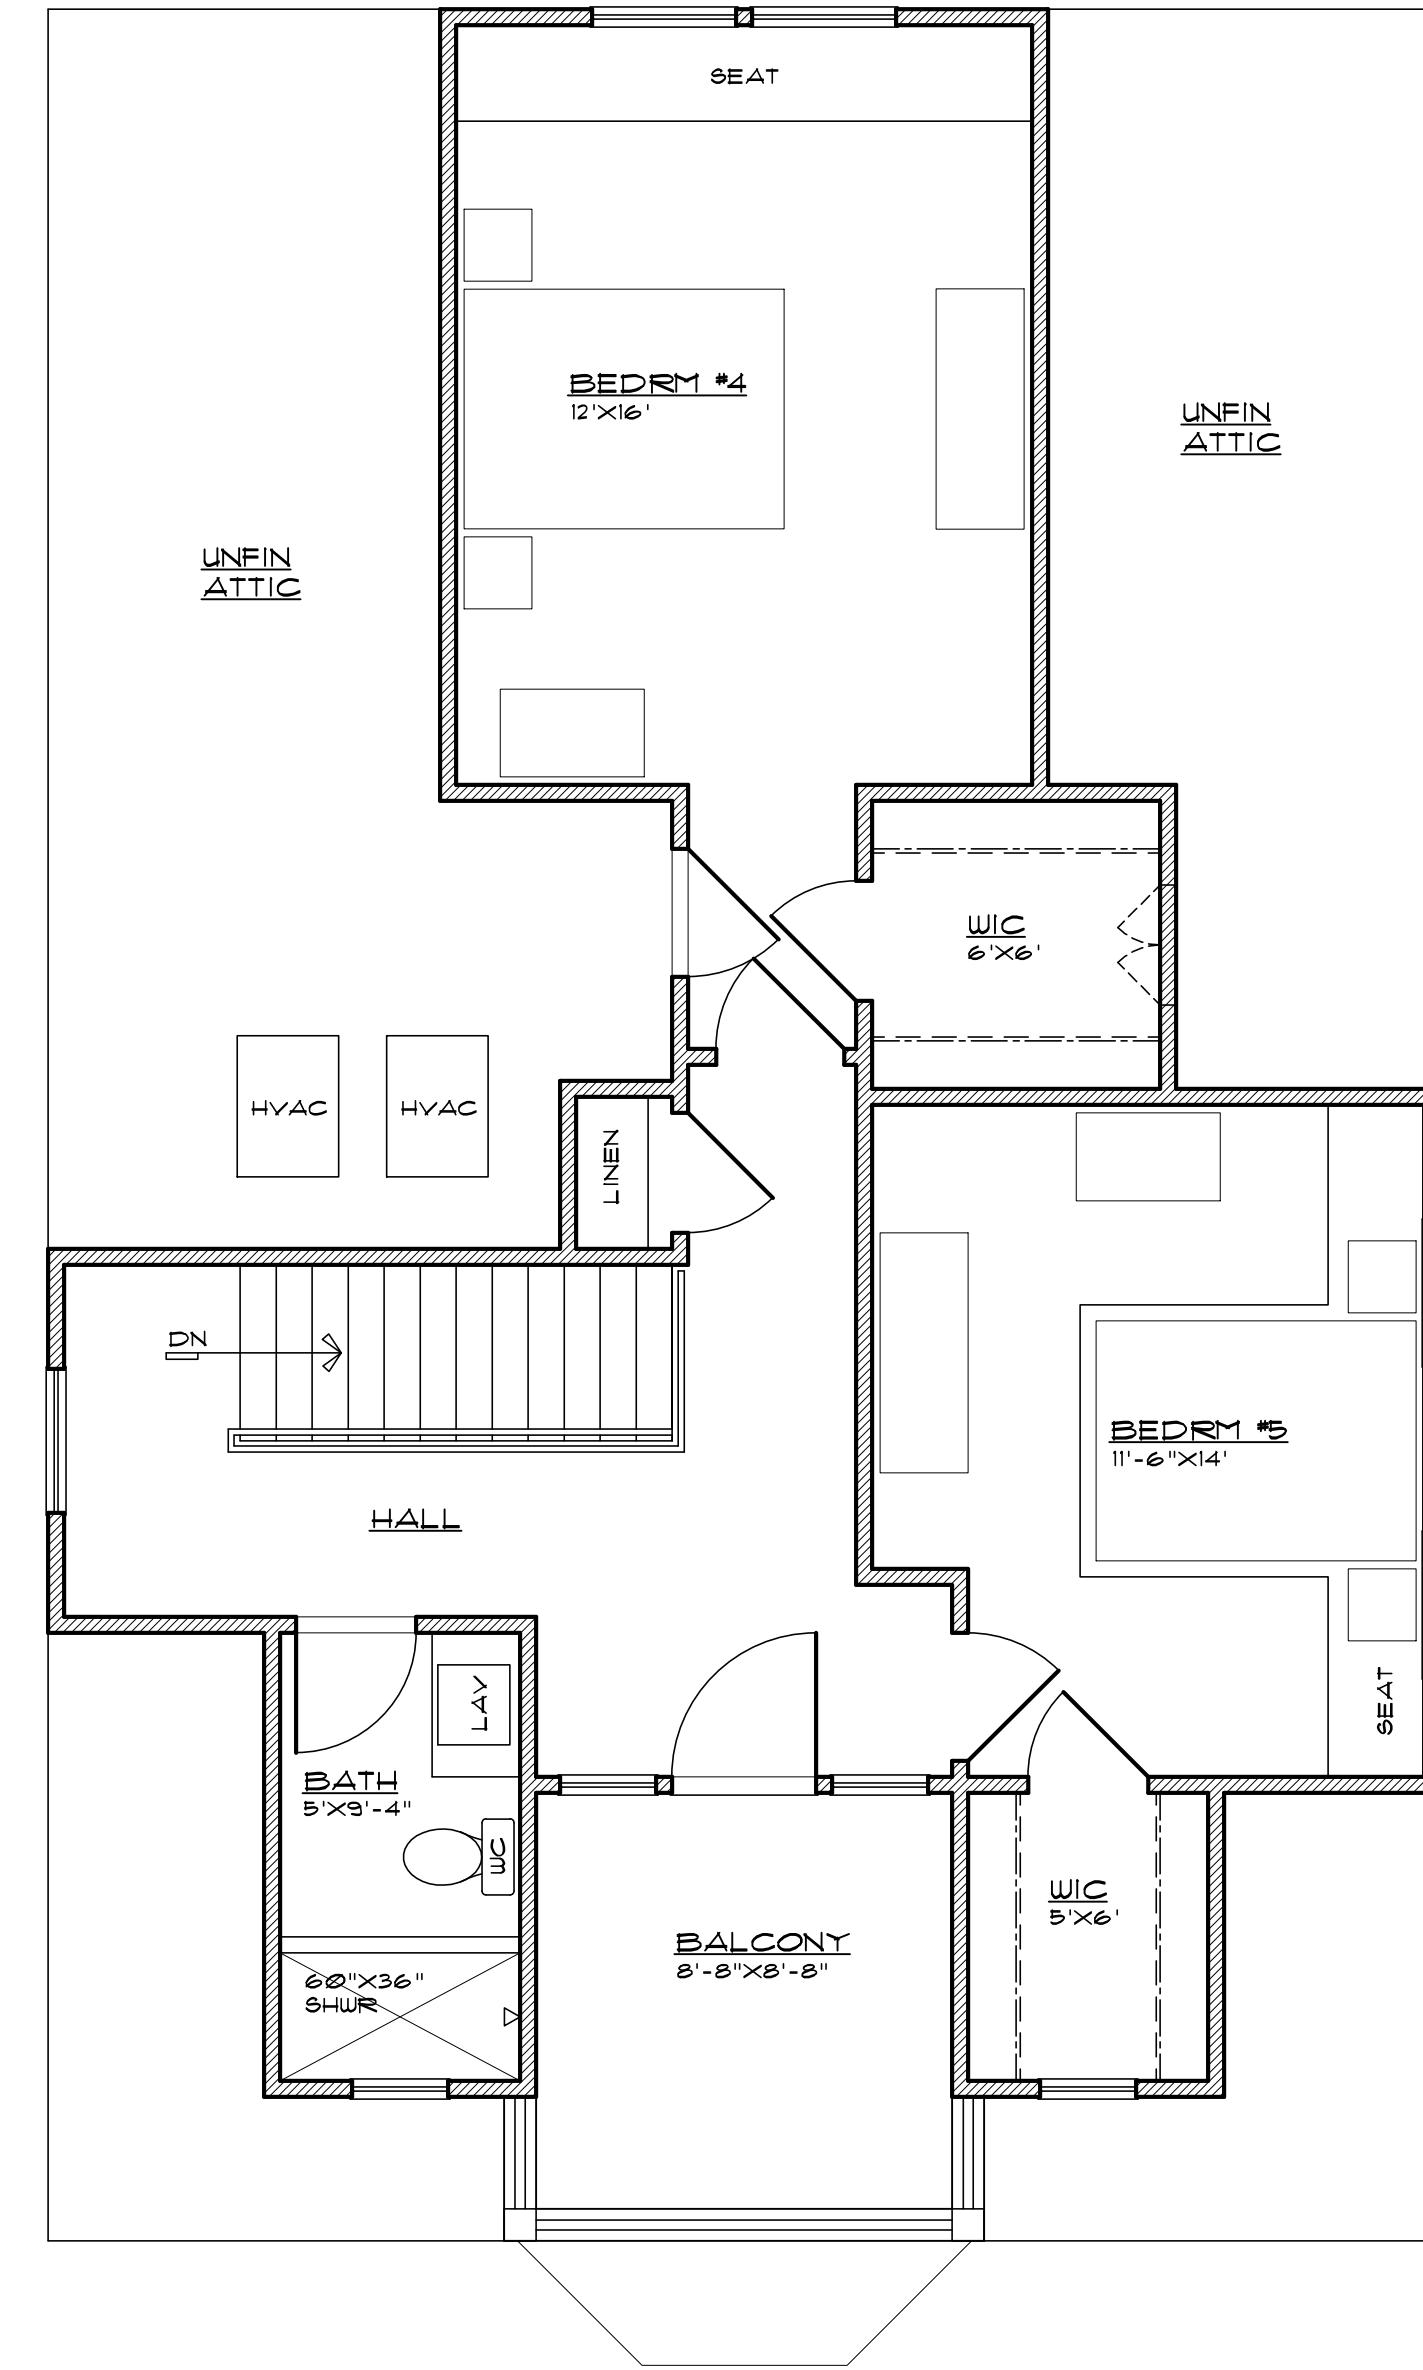 SEAT
BEDRM #4
12'X16'
UNFIN
ATTIC
UNFIN
ATTIC
WIC
6'X6'
HVAC
HVAC
LINEN
DN
BEDRM #5
11'-6"X14'
HALL
SEAT
LAV
BATH
5'X9'-4"
WC
WIC
5'X6'
BALCONY
8'-8"X8'-8"
60"X36"
SHWR